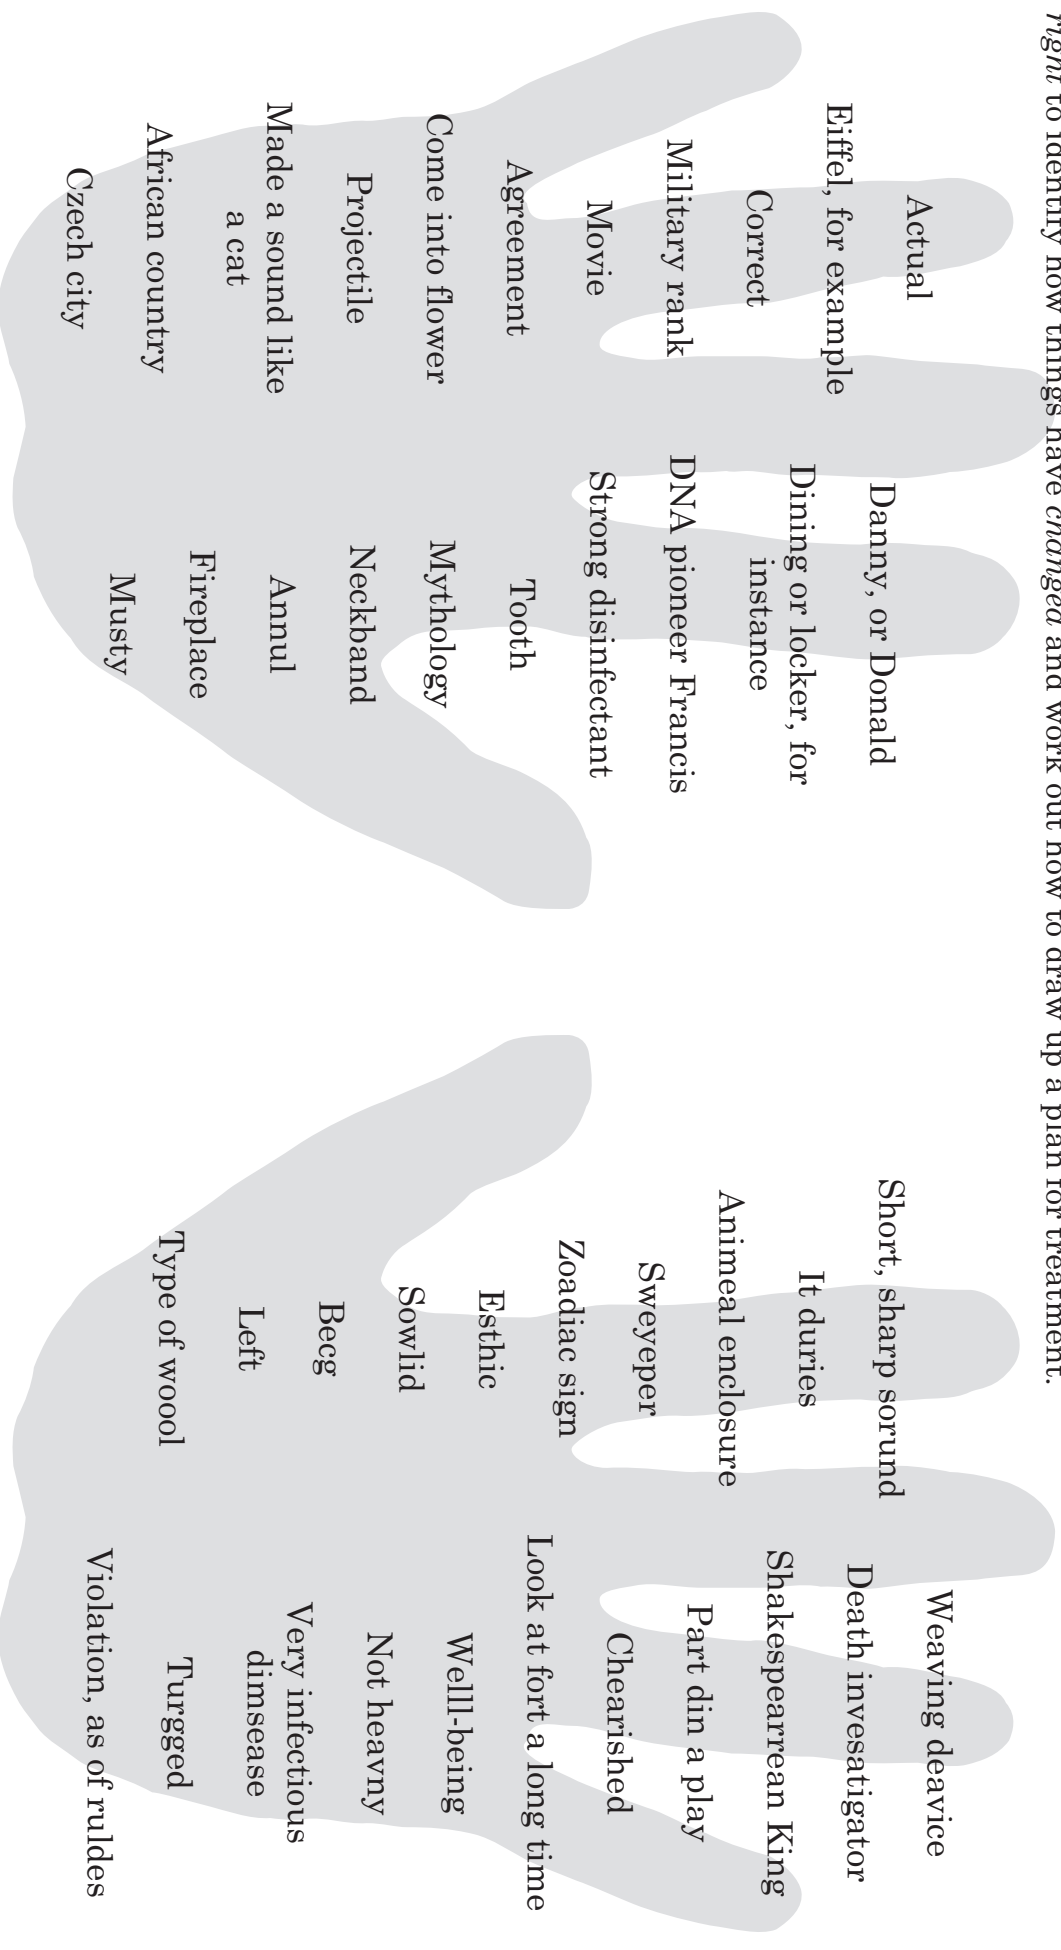 right to identify how things have changed and work out how to draw up a plan for treatment.
Actual
Eiffel, for example
Correct
Military rank
Movie
Agreement
Come into flower
Projectile
Made a sound like
a cat
African country
Czech city
Danny, or Donald
Dining or locker, for
instance
DNA pioneer Francis
Strong disinfectant
Tooth
Mythology
Neckband
Annul
Fireplace
Musty
Short, sharp sorund
It duries
Animeal enclosure
Sweyeper
Zoadiac sign
Esthic
Sowlid
Becg
Left
Type of woool
Weaving deavice
Death invesatigator
Shakespearrean King
Part din a play
Chearished
Look at fort a long time
Welll-being
Not heavny
Very infectious
dimsease
Turgged
Violation, as of ruldes